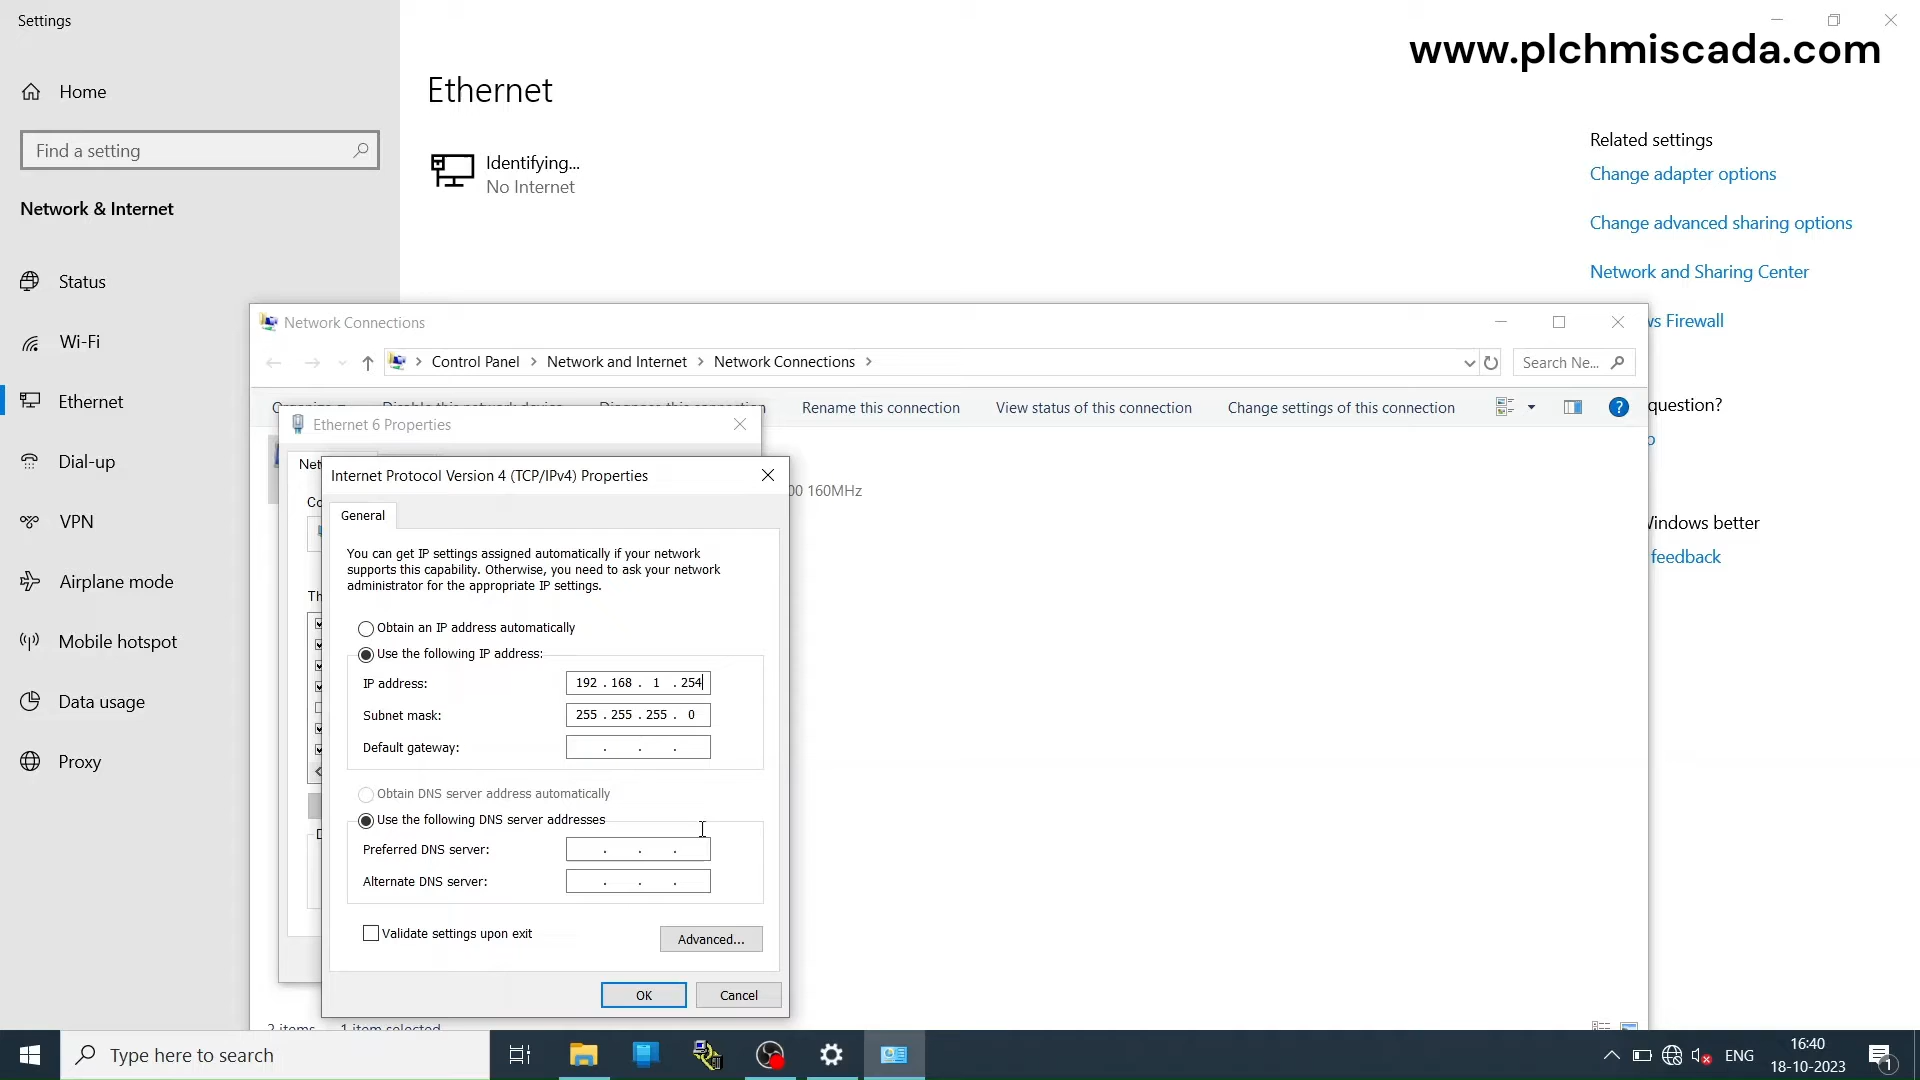 Settings
www.plchmiscada.com
Home
Find a setting
Network & Internet
Status
Wi-Fi
Ethernet
Dial-up
VPN
Airplane mode
Mobile hotspot
Data usage
Proxy
Ethernet
Identifying...
No Internet
Related settings
Change adapter options
Change advanced sharing options
Network and Sharing Center
Firewall
question?
Windows better
feedback
Network Connections
Control Panel > Network and Internet > Network Connections >
Search Ne...
Rename this connection
View status of this connection
Change settings of this connection
Ethernet 6 Properties
00 160MHz
Internet Protocol Version 4 (TCP/IPv4) Properties
General
You can get IP settings assigned automatically if your network
supports this capability. Otherwise, you need to ask your network
administrator for the appropriate IP settings.
Obtain an IP address automatically
Use the following IP address:
IP address: 192 . 168 . 1 . 254
Subnet mask: 255 . 255 . 255 . 0
Default gateway: . . .
Obtain DNS server address automatically
Use the following DNS server addresses
Preferred DNS server: . . .
Alternate DNS server: . . .
Validate settings upon exit
Advanced...
OK
Cancel
2 items
1 item selected
Type here to search
ENG
16:40
18-10-2023
1